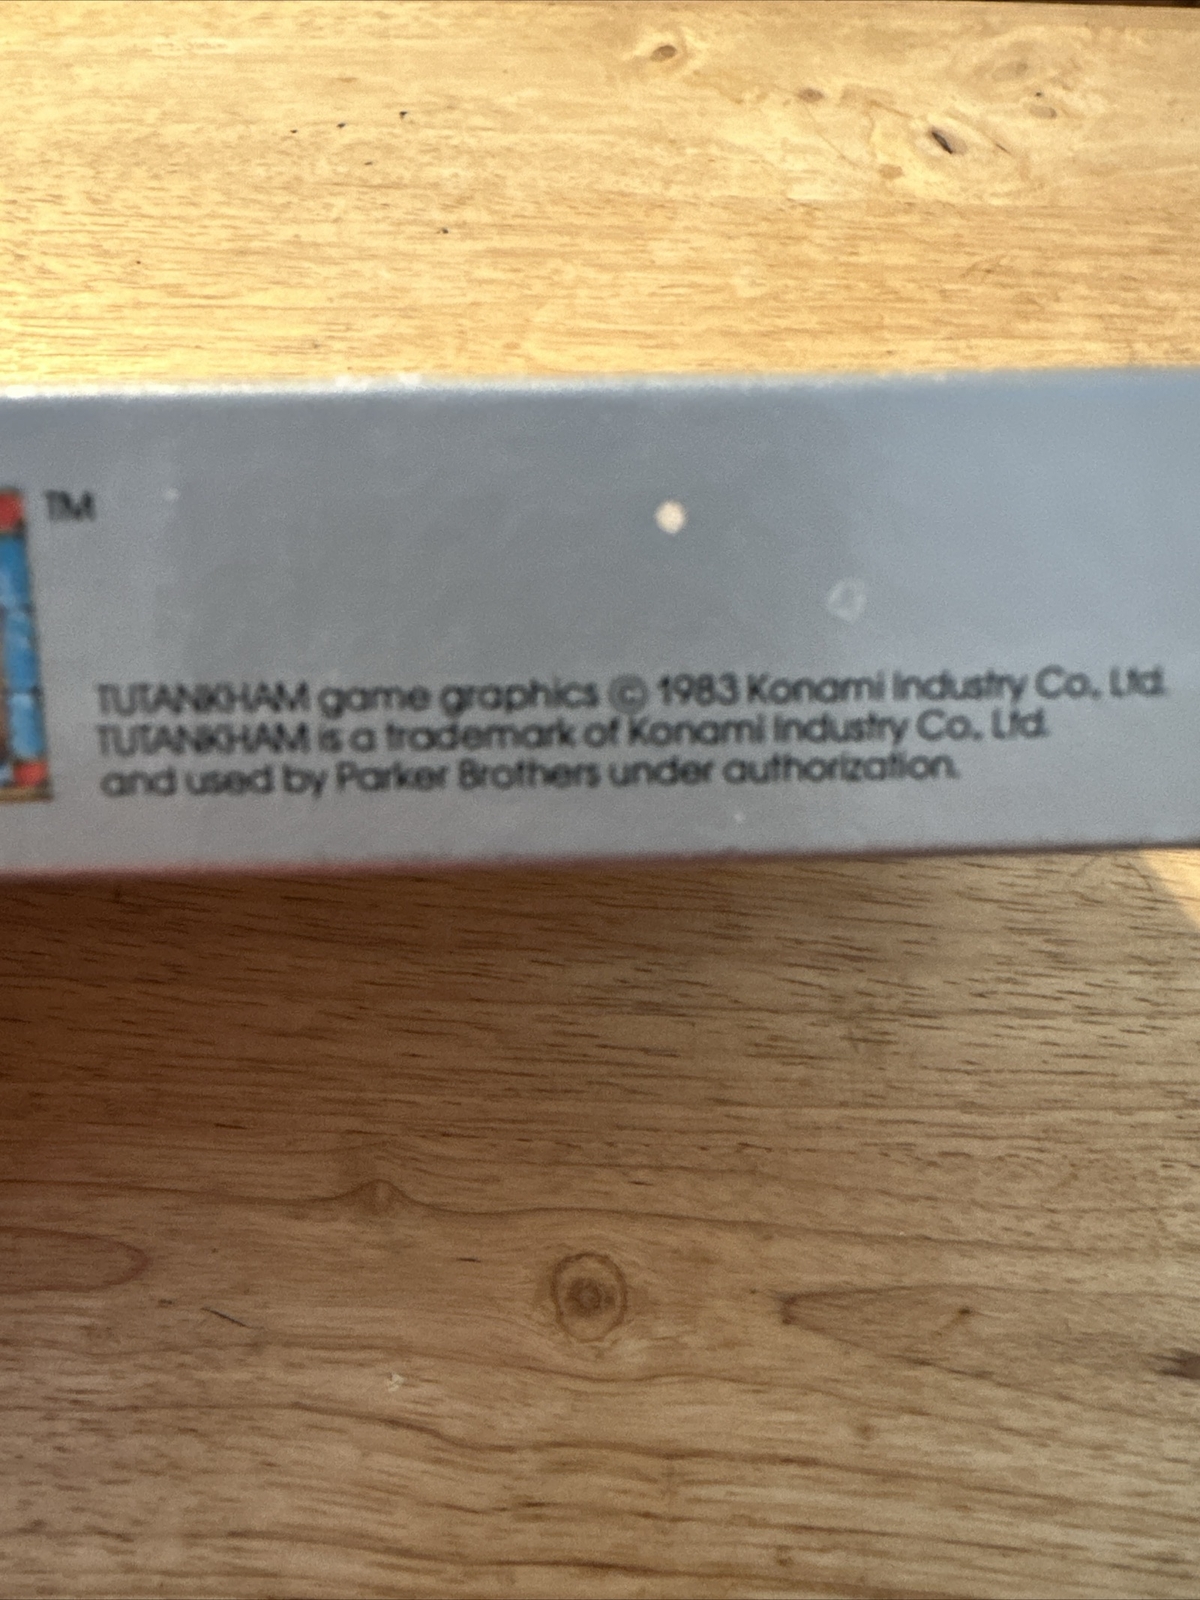 TM
TUTANKHAM game graphics © 1983 Konami Industry Co., Ltd.
TUTANKHAM is a trademark of Konami Industry Co., Ltd.
and used by Parker Brothers under authorization.